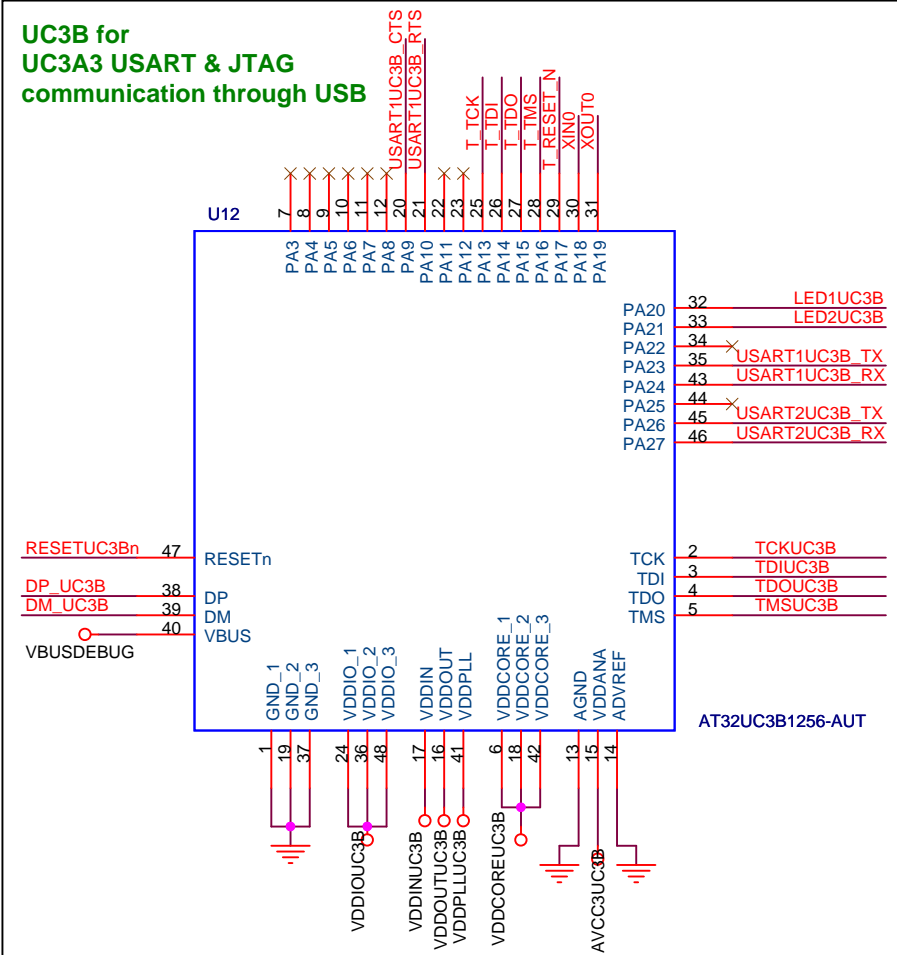 UC3B for
UC3A3 USART & JTAG
communication through USB
USART1UC3B_CTS
USART1UC3B_RTS
T_TCK
T_TDI
T_TDO
T_TMS
T_RESET_N
XIN0
XOUT0
U12
7
8
9
10
11
12
20
21
22
23
25
26
27
28
29
30
31
PA3
PA4
PA5
PA6
PA7
PA8
PA9
PA10
PA11
PA12
PA13
PA14
PA15
PA16
PA17
PA18
PA19
PA20 32 LED1UC3B
PA21 33 LED2UC3B
PA22 34
PA23 35 USART1UC3B_TX
PA24 43 USART1UC3B_RX
PA25 44
PA26 45 USART2UC3B_TX
PA27 46 USART2UC3B_RX
RESETUC3Bn 47 RESETn
DP_UC3B 38 DP
DM_UC3B 39 DM
40 VBUS
VBUSDEBUG
TCK 2 TCKUC3B
TDI 3 TDIUC3B
TDO 4 TDOUC3B
TMS 5 TMSUC3B
GND_1
GND_2
GND_3
VDDIO_1
VDDIO_2
VDDIO_3
VDDIN
VDDOUT
VDDPLL
VDDCORE_1
VDDCORE_2
VDDCORE_3
AGND
VDDANA
ADVREF
AT32UC3B1256-AUT
1
19
37
24
36
48
17
16
41
6
18
42
13
15
14
VDDIOUC3B
VDDINUC3B
VDDOUTUC3B
VDDPLLUC3B
VDDCOREUC3B
AVCC3UC3B